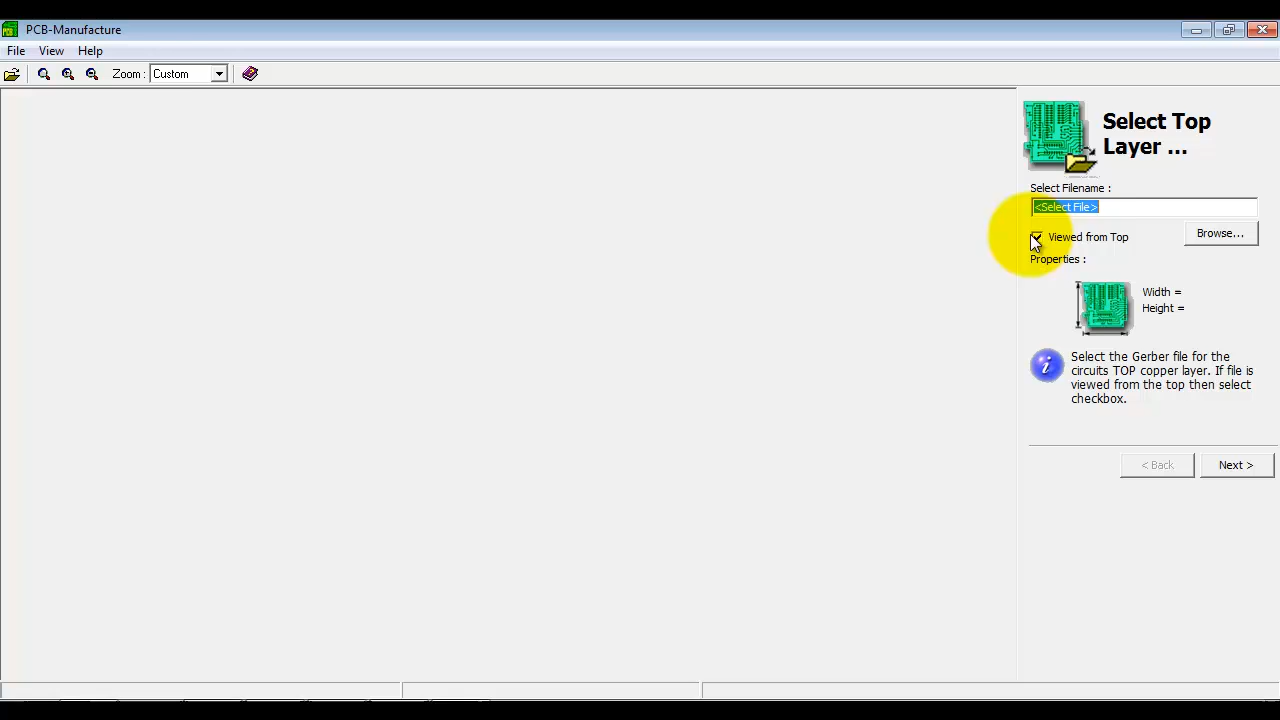 PCB-Manufacture
File View Help
Zoom : Custom
Select Top
Layer ...
Select Filename :
<Select File>
Viewed from Top
Browse...
Properties :
Width =
Height =
Select the Gerber file for the
circuits TOP copper layer. If file is
viewed from the top then select
checkbox.
< Back Next >